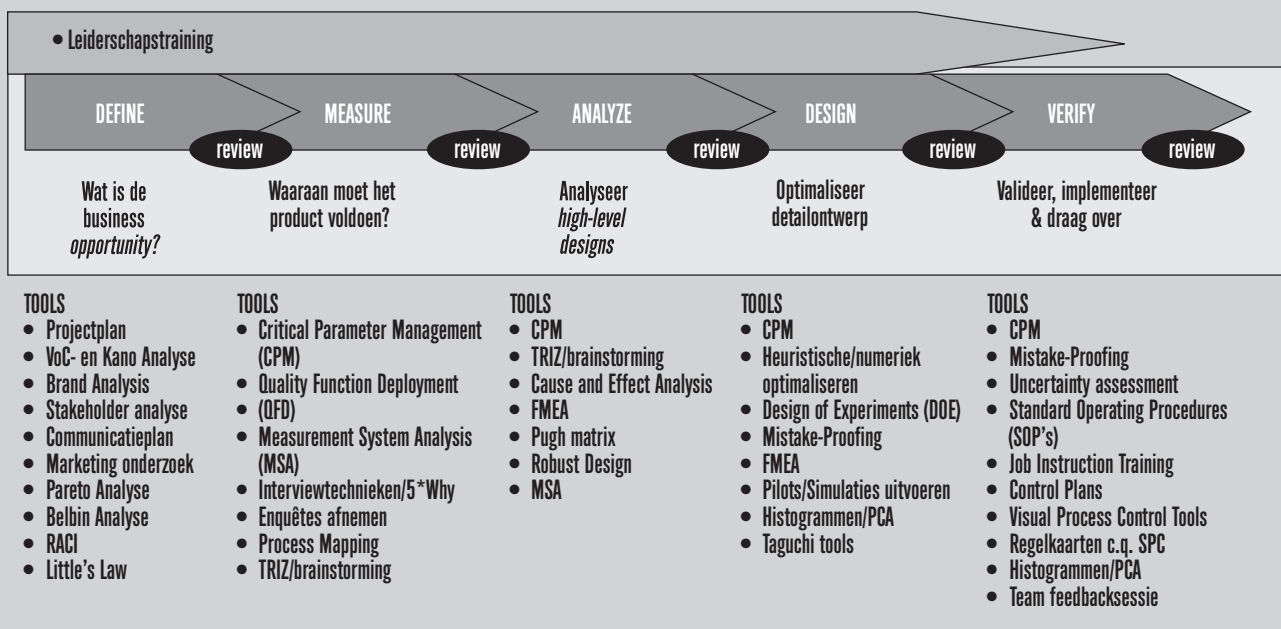 • Leiderschapstraining
DEFINE
MEASURE
ANALYZE
DESIGN
VERIFY
review
review
review
review
review
Wat is de
business
opportunity?
Waaraan moet het
product voldoen?
Analyseer
high-level
designs
Optimaliseer
detailontwerp
Valideer, implementeer
& draag over
TOOLS
• Projectplan
• VoC- en Kano Analyse
• Brand Analysis
• Stakeholder analyse
• Communicatieplan
• Marketing onderzoek
• Pareto Analyse
• Belbin Analyse
• RACI
• Little's Law
TOOLS
• Critical Parameter Management
(CPM)
• Quality Function Deployment
• (QFD)
• Measurement System Analysis
(MSA)
• Interviewtechnieken/5*Why
• Enquêtes afnemen
• Process Mapping
• TRIZ/brainstorming
TOOLS
• CPM
• TRIZ/brainstorming
• Cause and Effect Analysis
• FMEA
• Pugh matrix
• Robust Design
• MSA
TOOLS
• CPM
• Heuristische/numeriek
optimaliseren
• Design of Experiments (DOE)
• Mistake-Proofing
• FMEA
• Pilots/Simulaties uitvoeren
• Histogrammen/PCA
• Taguchi tools
TOOLS
• CPM
• Mistake-Proofing
• Uncertainty assessment
• Standard Operating Procedures
(SOP's)
• Job Instruction Training
• Control Plans
• Visual Process Control Tools
• Regelkaarten c.q. SPC
• Histogrammen/PCA
• Team feedbacksessie